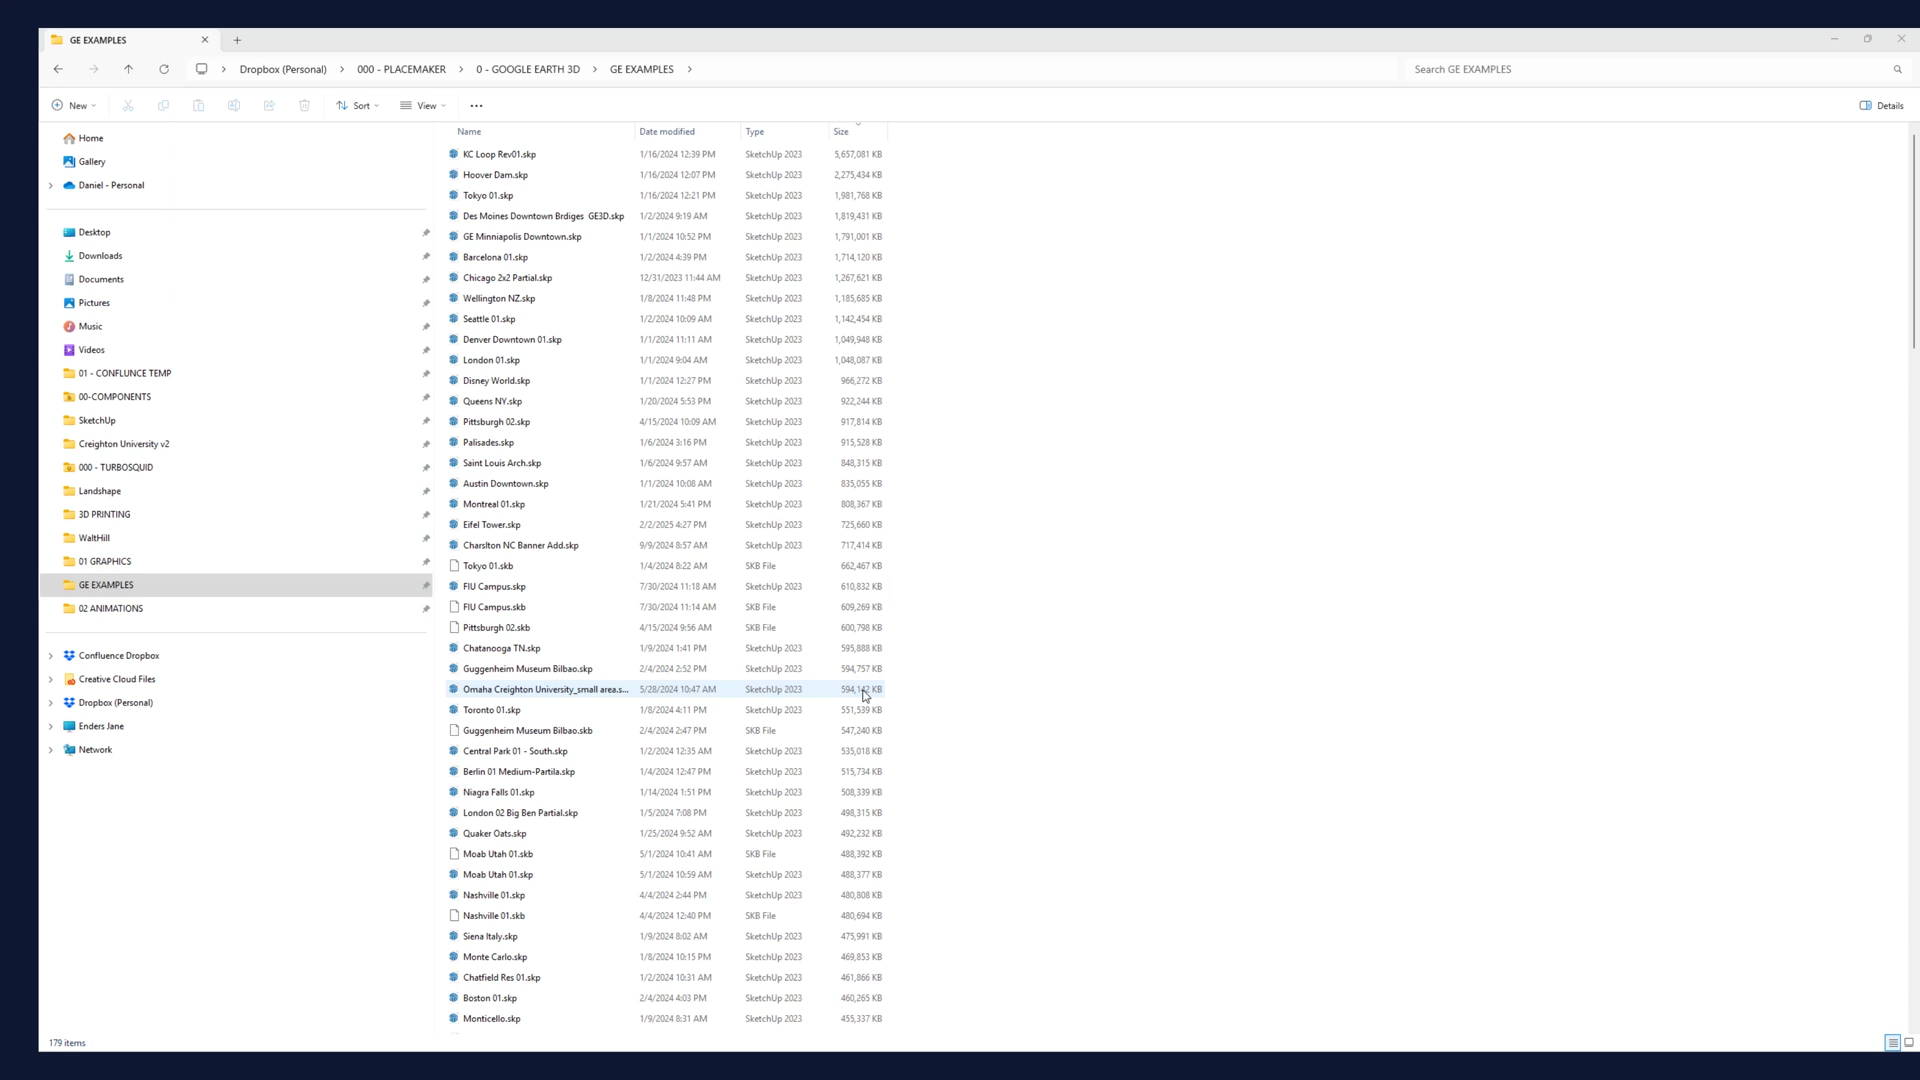 GE EXAMPLES
Dropbox (Personal) 000 - PLACEMAKER 0 - GOOGLE EARTH 3D GE EXAMPLES Search GE EXAMPLES
New Sort View ... Details
Home
Gallery
Daniel - Personal
Desktop
Downloads
Documents
Pictures
Music
Videos
01 - CONFLUNCE TEMP
00-COMPONENTS
SketchUp
Creighton University v2
000 - TURBOSQUID
Landshape
3D PRINTING
WaltHill
01 GRAPHICS
GE EXAMPLES
02 ANIMATIONS
Confluence Dropbox
Creative Cloud Files
Dropbox (Personal)
Enders Jane
Network
Name Date modified Type Size
KC Loop Rev01.skp 1/16/2024 12:39 PM SketchUp 2023 5,657,081 KB
Hoover Dam.skp 1/16/2024 12:07 PM SketchUp 2023 2,275,434 KB
Tokyo 01.skp 1/16/2024 12:21 PM SketchUp 2023 1,981,768 KB
Des Moines Downtown Brdiges GE3D.skp 1/2/2024 9:19 AM SketchUp 2023 1,819,431 KB
GE Minniapolis Downtown.skp 1/1/2024 10:52 PM SketchUp 2023 1,791,001 KB
Barcelona 01.skp 1/2/2024 4:39 PM SketchUp 2023 1,714,120 KB
Chicago 2x2 Partial.skp 12/31/2023 11:44 AM SketchUp 2023 1,267,621 KB
Wellington NZ.skp 1/8/2024 11:48 PM SketchUp 2023 1,185,685 KB
Seattle 01.skp 1/2/2024 10:09 AM SketchUp 2023 1,142,454 KB
Denver Downtown 01.skp 1/1/2024 11:11 AM SketchUp 2023 1,049,948 KB
London 01.skp 1/1/2024 9:04 AM SketchUp 2023 1,048,087 KB
Disney World.skp 1/1/2024 12:27 PM SketchUp 2023 966,272 KB
Queens NY.skp 1/20/2024 5:53 PM SketchUp 2023 922,244 KB
Pittsburgh 02.skp 4/15/2024 10:09 AM SketchUp 2023 917,814 KB
Palisades.skp 1/6/2024 3:16 PM SketchUp 2023 915,528 KB
Saint Louis Arch.skp 1/6/2024 9:57 AM SketchUp 2023 848,315 KB
Austin Downtown.skp 1/1/2024 10:08 AM SketchUp 2023 835,055 KB
Montreal 01.skp 1/21/2024 5:41 PM SketchUp 2023 808,367 KB
Eifel Tower.skp 2/2/2025 4:27 PM SketchUp 2023 725,660 KB
Charslton NC Banner Add.skp 9/9/2024 8:57 AM SketchUp 2023 717,414 KB
Tokyo 01.skb 1/4/2024 8:22 AM SKB File 662,467 KB
FIU Campus.skp 7/30/2024 11:18 AM SketchUp 2023 610,832 KB
FIU Campus.skb 7/30/2024 11:14 AM SKB File 609,269 KB
Pittsburgh 02.skb 4/15/2024 9:56 AM SKB File 600,798 KB
Chatanooga TN.skp 1/9/2024 1:41 PM SketchUp 2023 595,888 KB
Guggenheim Museum Bilbao.skp 2/4/2024 2:52 PM SketchUp 2023 594,757 KB
Omaha Creighton University_small area.s... 5/28/2024 10:47 AM SketchUp 2023 594,142 KB
Toronto 01.skp 1/8/2024 4:11 PM SketchUp 2023 551,539 KB
Guggenheim Museum Bilbao.skb 2/4/2024 2:47 PM SKB File 547,240 KB
Central Park 01 - South.skp 1/2/2024 12:35 AM SketchUp 2023 535,018 KB
Berlin 01 Medium-Partila.skp 1/4/2024 12:47 PM SketchUp 2023 515,734 KB
Niagra Falls 01.skp 1/14/2024 1:51 PM SketchUp 2023 508,339 KB
London 02 Big Ben Partial.skp 1/5/2024 7:08 PM SketchUp 2023 498,315 KB
Quaker Oats.skp 1/25/2024 9:52 AM SketchUp 2023 492,232 KB
Moab Utah 01.skb 5/1/2024 10:41 AM SKB File 488,392 KB
Moab Utah 01.skp 5/1/2024 10:59 AM SketchUp 2023 488,377 KB
Nashville 01.skp 4/4/2024 2:44 PM SketchUp 2023 480,808 KB
Nashville 01.skb 4/4/2024 12:40 PM SKB File 480,694 KB
Siena Italy.skp 1/9/2024 8:02 AM SketchUp 2023 475,991 KB
Monte Carlo.skp 1/8/2024 10:15 PM SketchUp 2023 469,853 KB
Chatfield Res 01.skp 1/2/2024 10:31 AM SketchUp 2023 461,866 KB
Boston 01.skp 2/4/2024 4:03 PM SketchUp 2023 460,265 KB
Monticello.skp 1/9/2024 8:31 AM SketchUp 2023 455,337 KB
179 items